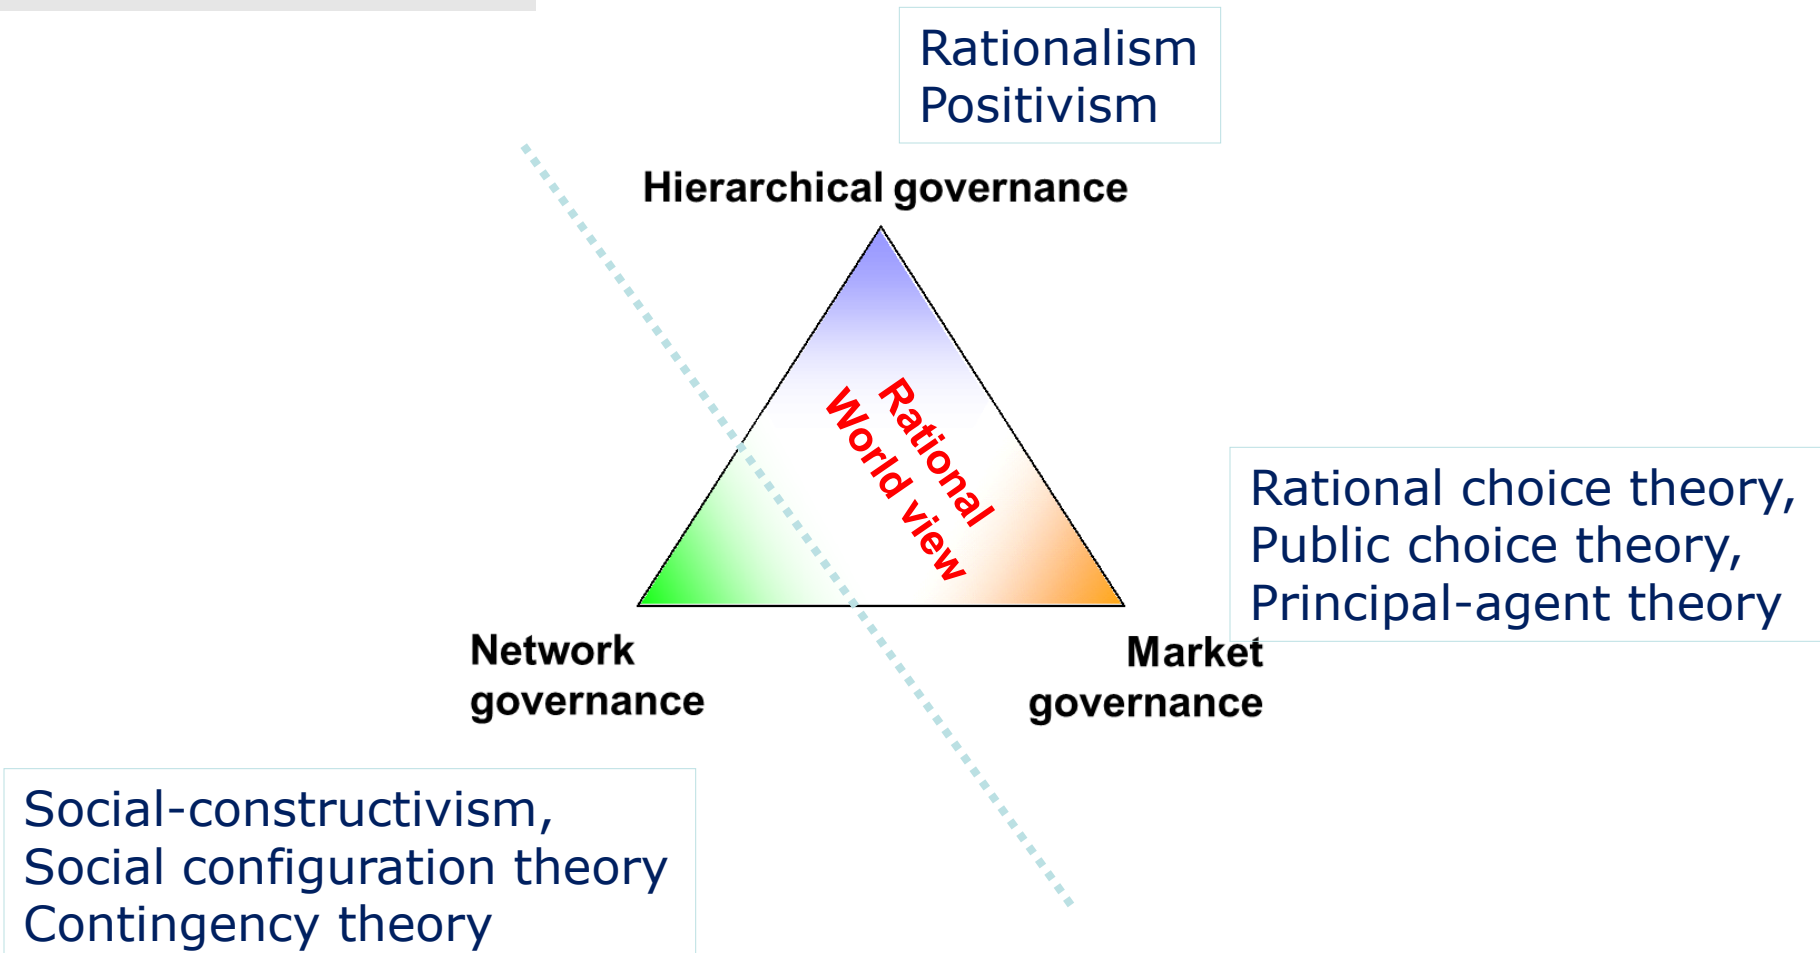 Rationalism
Positivism
Hierarchical governance
Rational
World view
Rational choice theory,
Public choice theory,
Principal-agent theory
Network
governance
Market
governance
Social-constructivism,
Social configuration theory
Contingency theory